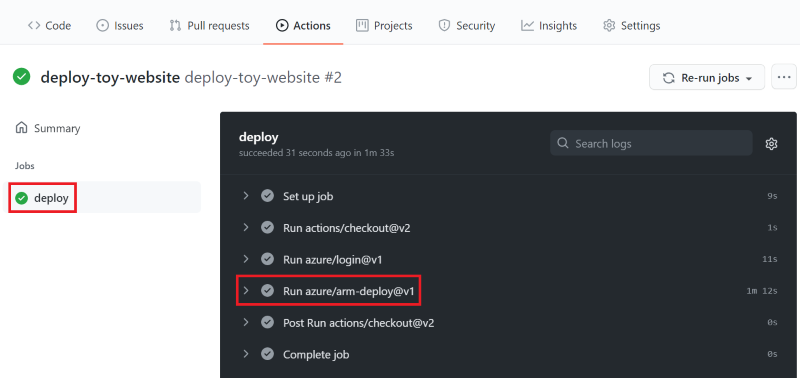 Code Issues Pull requests Actions Projects Security Insights Settings
deploy-toy-website deploy-toy-website #2
Re-run jobs
Summary
Jobs
deploy
deploy
succeeded 31 seconds ago in 1m 33s
Search logs
Set up job 9s
Run actions/checkout@v2 1s
Run azure/login@v1 11s
Run azure/arm-deploy@v1 1m 12s
Post Run actions/checkout@v2 0s
Complete job 0s